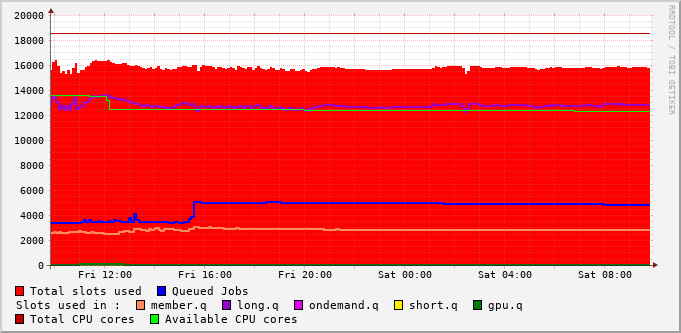 20000
18000
16000
14000
12000
10000
8000
6000
4000
2000
0
Fri 12:00 Fri 16:00 Fri 20:00 Sat 00:00 Sat 04:00 Sat 08:00
Total slots used Queued Jobs
Slots used in : member.q long.q ondemand.q short.q gpu.q
Total CPU cores Available CPU cores
RRDTOOL / TOBI OETIKER